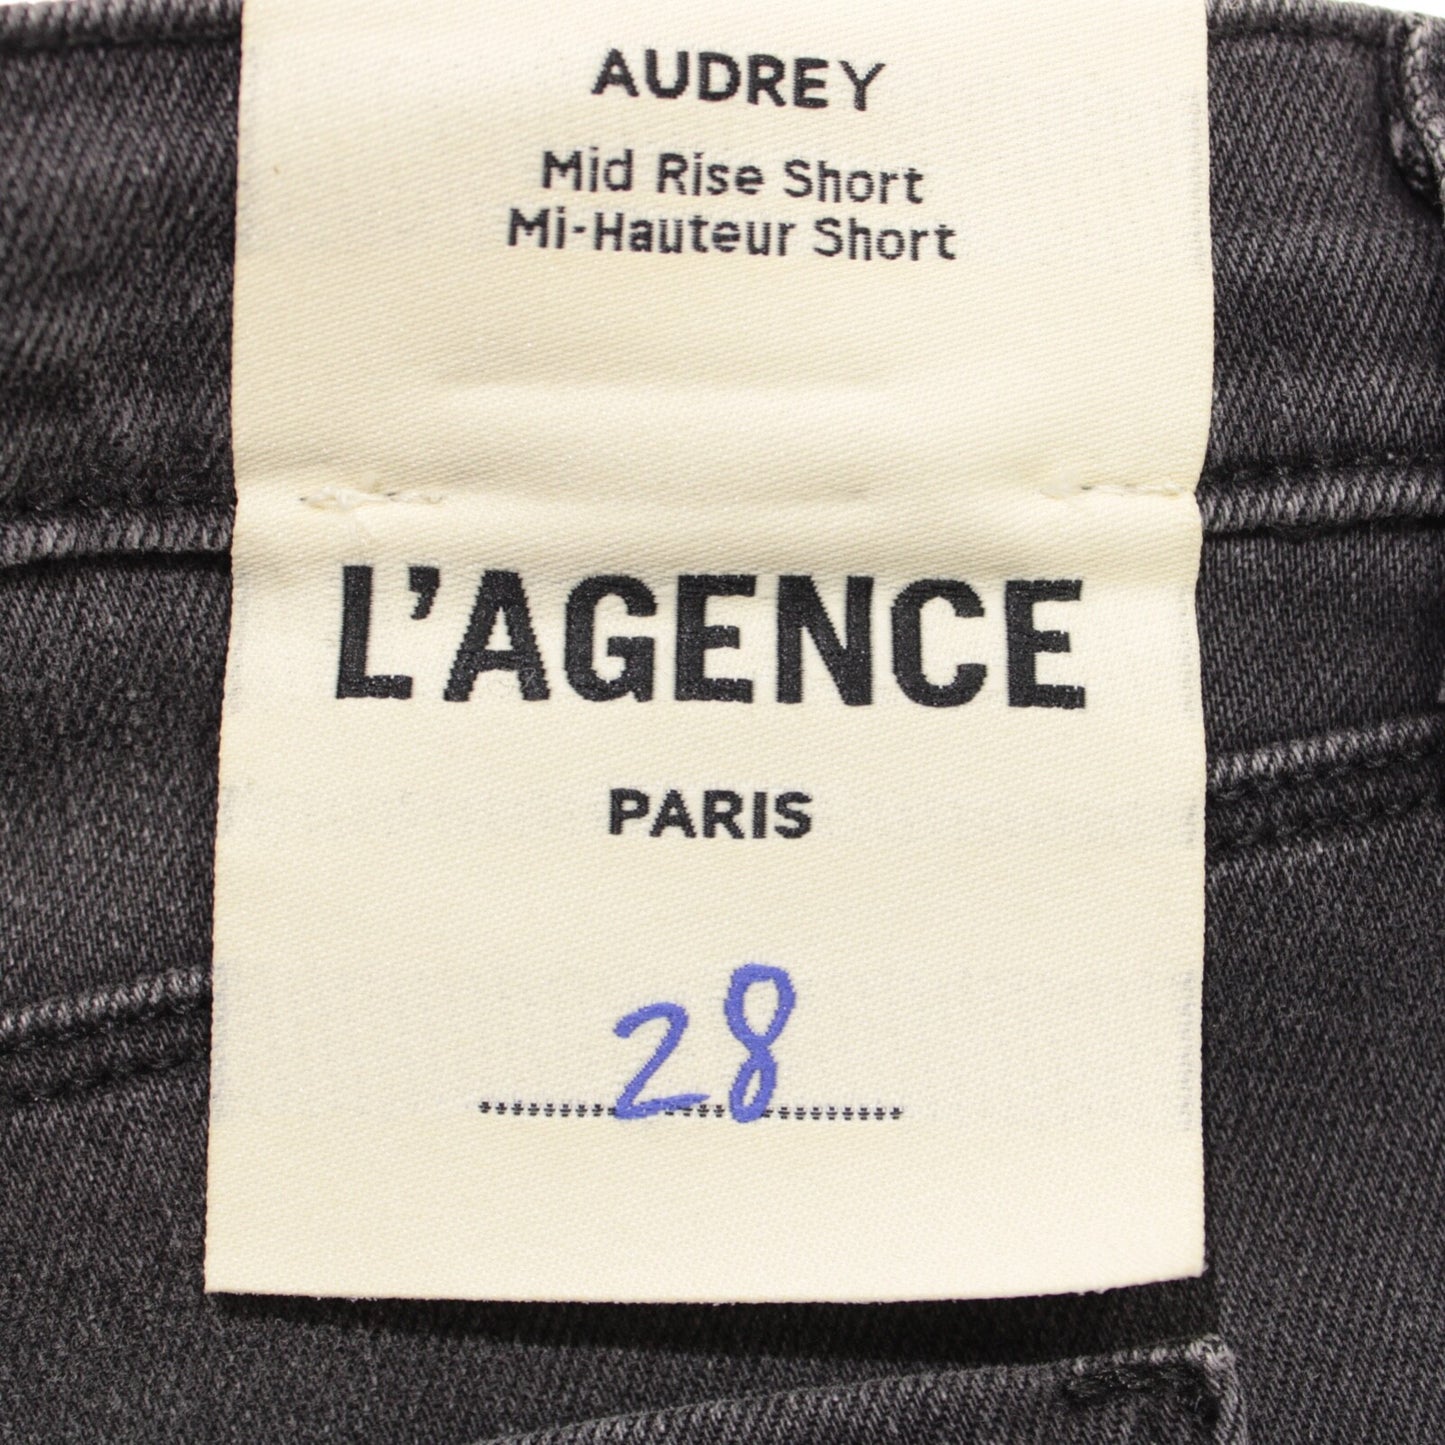 AUDREY
Mid Rise Short
Mi-Hauteur Short
L'AGENCE
PARIS
28